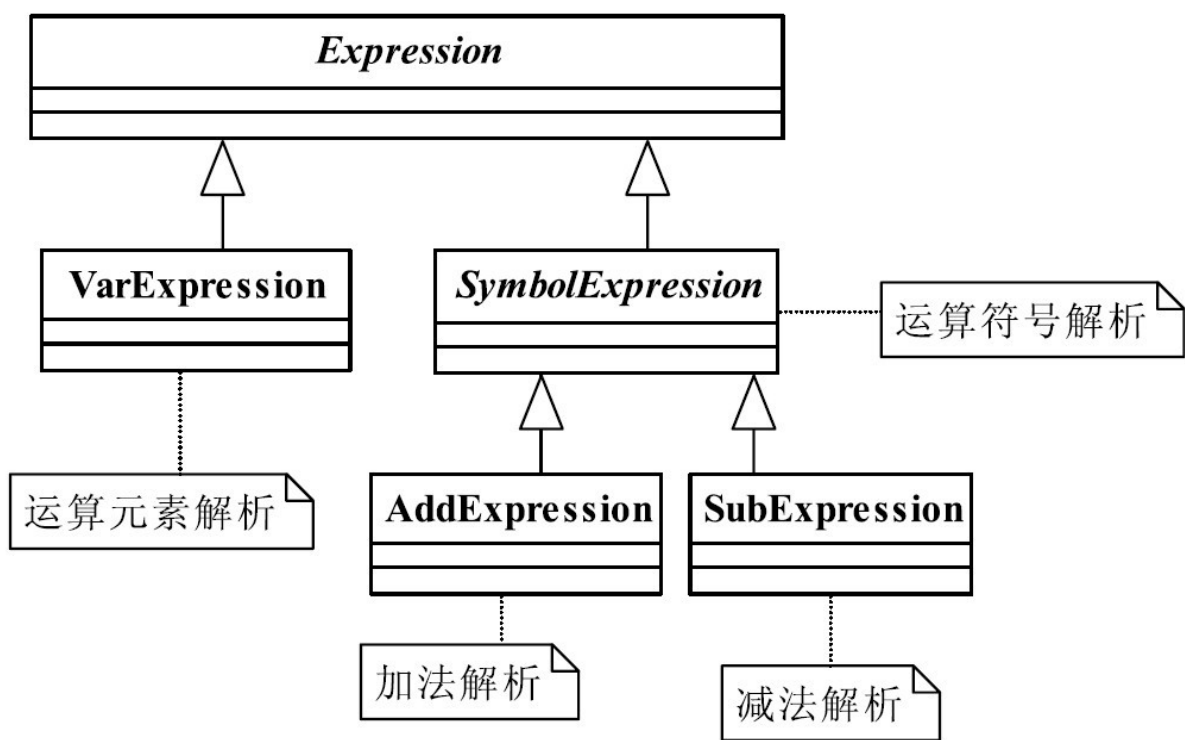 Expression
VarExpression
SymbolExpression
运算符号解析
运算元素解析
AddExpression
SubExpression
加法解析
减法解析